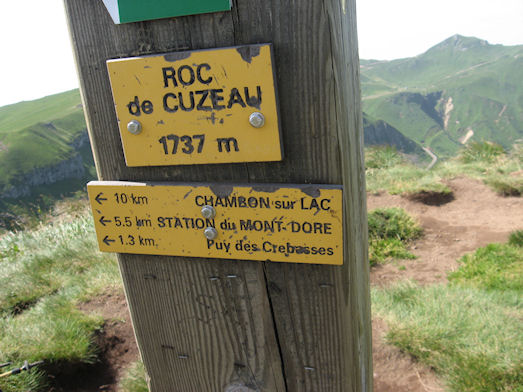 ROC
de CUZEAU
1737 m
← 10 km CHAMBON sur LAC
← 5.5 km STATION du MONT-DORE
← 1.3 km Puy des Crebasses